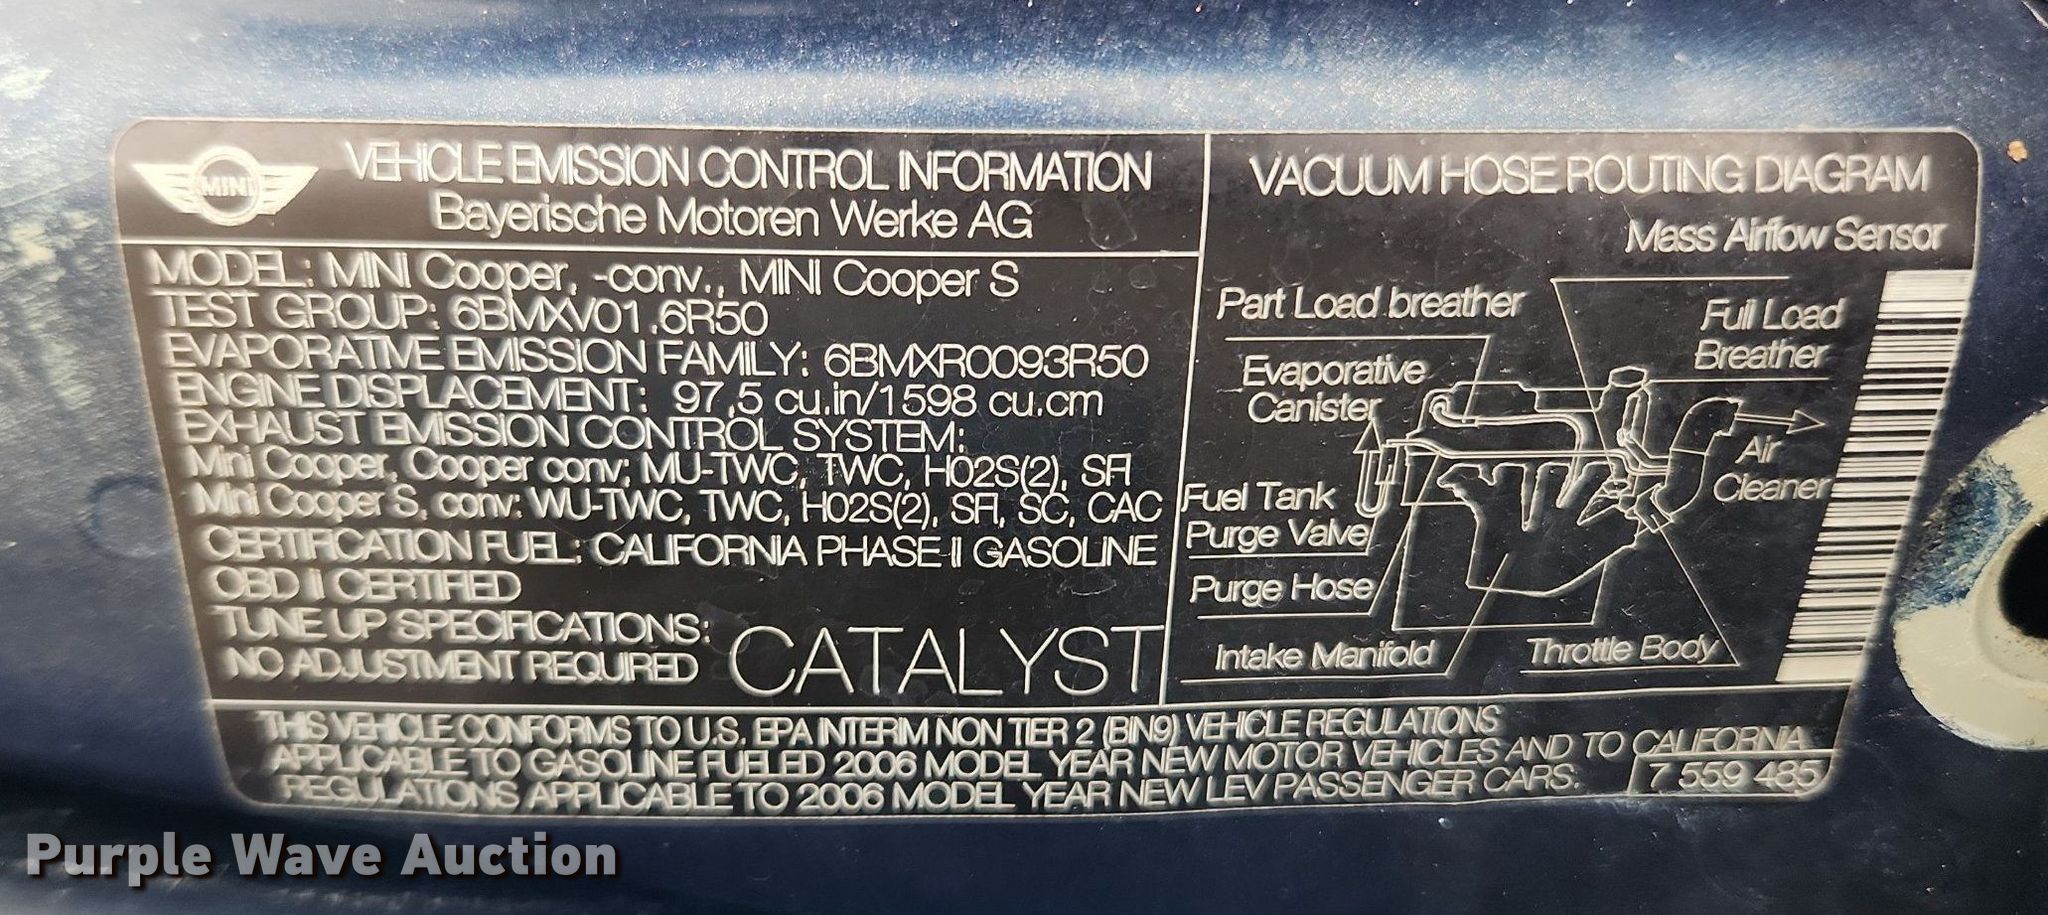 MINI
VEHICLE EMISSION CONTROL INFORMATION
Bayerische Motoren Werke AG
MODEL: MINI Cooper, -conv., MINI Cooper S
TEST GROUP: 6BMXV01.6R50
EVAPORATIVE EMISSION FAMILY: 6BMXR0093R50
ENGINE DISPLACEMENT: 97,5 cu.in/1598 cu.cm
EXHAUST EMISSION CONTROL SYSTEM:
Mini Cooper, Cooper conv; MU-TWC, TWC, H02S(2), SFI
Mini Cooper S, conv: WU-TWC, TWC, H02S(2), SFI, SC, CAC
CERTIFICATION FUEL: CALIFORNIA PHASE II GASOLINE
OBD II CERTIFIED
TUNE UP SPECIFICATIONS:
NO ADJUSTMENT REQUIRED
CATALYST
VACUUM HOSE ROUTING DIAGRAM
Mass Airflow Sensor
Part Load breather
Full Load
Breather
Evaporative
Canister
Air
Cleaner
Fuel Tank
Purge Valve
Purge Hose
Intake Manifold
Throttle Body
THIS VEHICLE CONFORMS TO U.S. EPA INTERIM NON TIER 2 (BIN9) VEHICLE REGULATIONS
APPLICABLE TO GASOLINE FUELED 2006 MODEL YEAR NEW MOTOR VEHICLES AND TO CALIFORNIA
REGULATIONS APPLICABLE TO 2006 MODEL YEAR NEW LEV PASSENGER CARS.
7 559 485
Purple Wave Auction